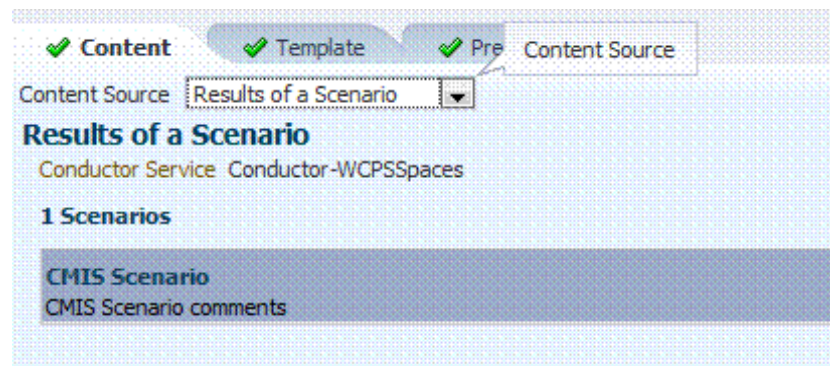 Content Template Pre Content Source
Content Source Results of a Scenario
Results of a Scenario
Conductor Service Conductor-WCPSSpaces
1 Scenarios
CMIS Scenario
CMIS Scenario comments